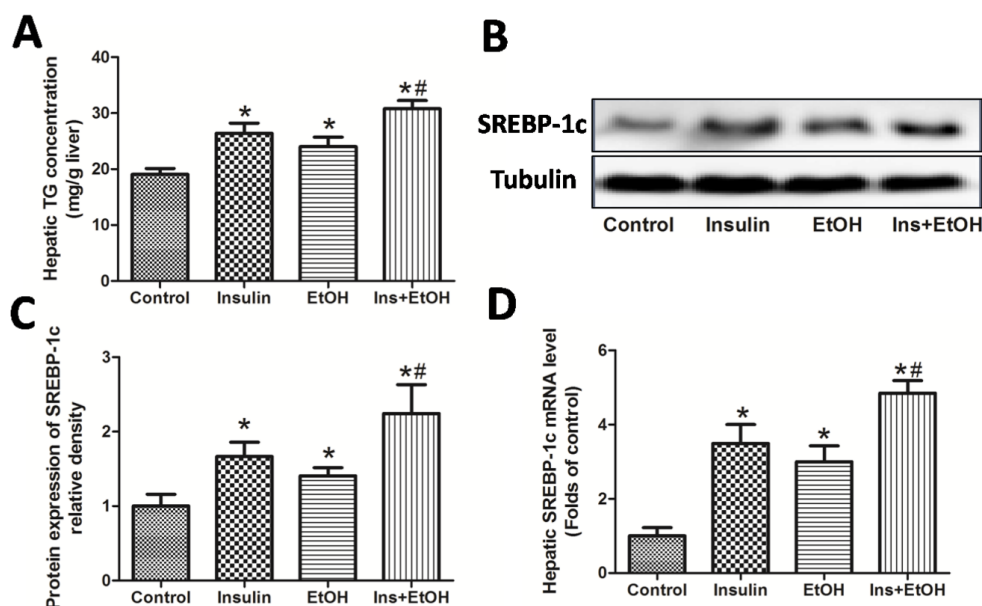 A
Hepatic TG concentration
(mg/g liver)
40
30
20
10
0
*
*
*#
Control
Insulin
EtOH
Ins+EtOH
B
SREBP-1c
Tubulin
Control
Insulin
EtOH
Ins+EtOH
C
Protein expression of SREBP-1c
relative density
3
2
1
0
*
*
*#
Control
Insulin
EtOH
Ins+EtOH
D
Hepatic SREBP-1c mRNA level
(Folds of control)
6
4
2
0
*
*
*#
Control
Insulin
EtOH
Ins+EtOH